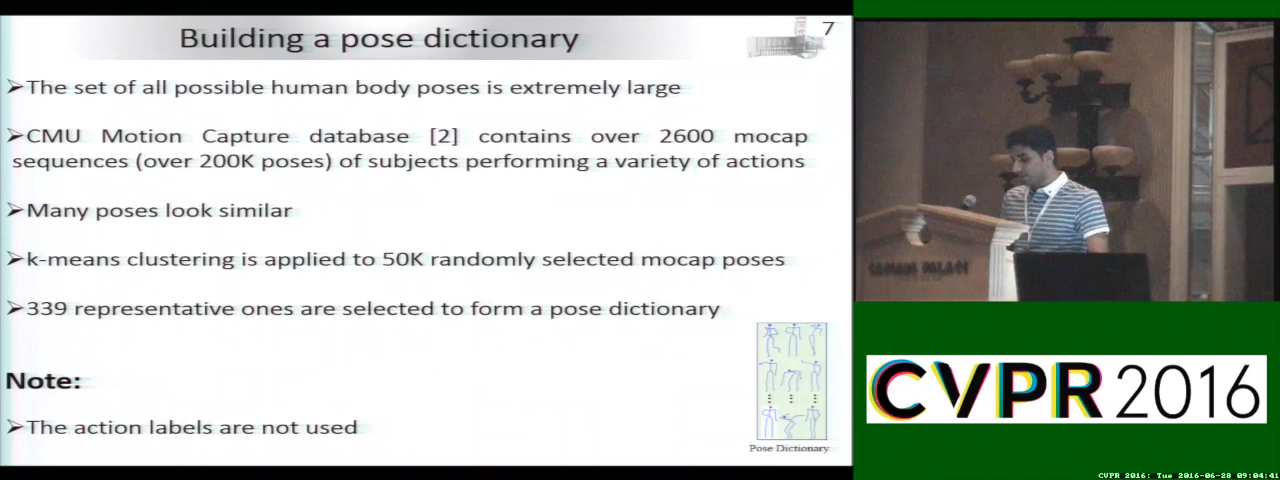 Building a pose dictionary
7
➢The set of all possible human body poses is extremely large
➢CMU Motion Capture database [2] contains over 2600 mocap
sequences (over 200K poses) of subjects performing a variety of actions
➢Many poses look similar
➢k-means clustering is applied to 50K randomly selected mocap poses
➢339 representative ones are selected to form a pose dictionary
Note:
➢The action labels are not used
Pose Dictionary
CVPR 2016
CVPR 2016: Tue 2016-06-28 09:04:41